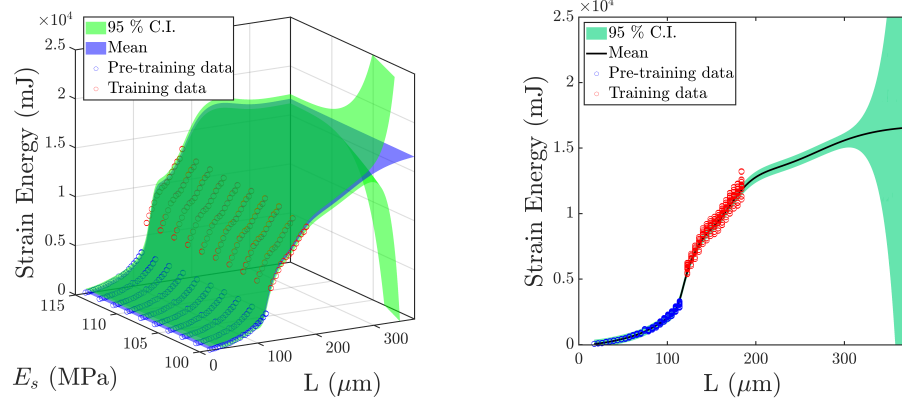 ×10⁴
2.5
2
1.5
1
0.5
0
Strain Energy (mJ)
95 % C.I.
Mean
Pre-training data
Training data
115
110
105
100
E_s (MPa)
0
100
200
300
L (μm)
×10⁴
2.5
2
1.5
1
0.5
0
Strain Energy (mJ)
95 % C.I.
Mean
Pre-training data
Training data
0
100
200
300
L (μm)